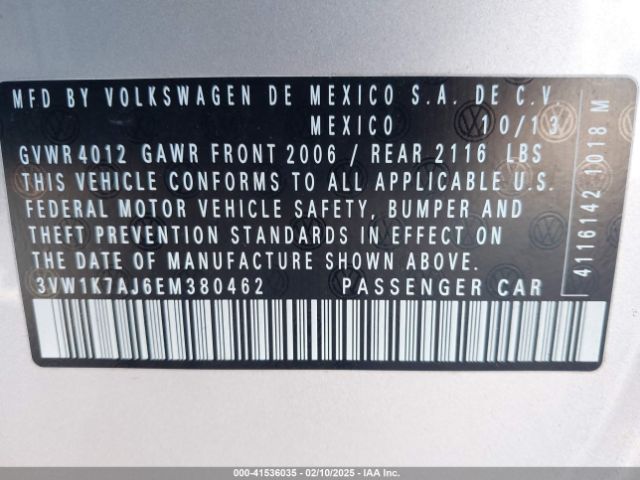 MFD BY VOLKSWAGEN DE MEXICO S.A. DE C.V.
MEXICO 10/13
GVWR 4012 GAWR FRONT 2006 / REAR 2116 LBS
THIS VEHICLE CONFORMS TO ALL APPLICABLE U.S.
FEDERAL MOTOR VEHICLE SAFETY, BUMPER AND
THEFT PREVENTION STANDARDS IN EFFECT ON
THE DATE OF MANUFACTURE SHOWN ABOVE.
3VW1K7AJ6EM380462 PASSENGER CAR
4116142 1018 M
000-41536035 / 02/10/2025 - IAAI.COM